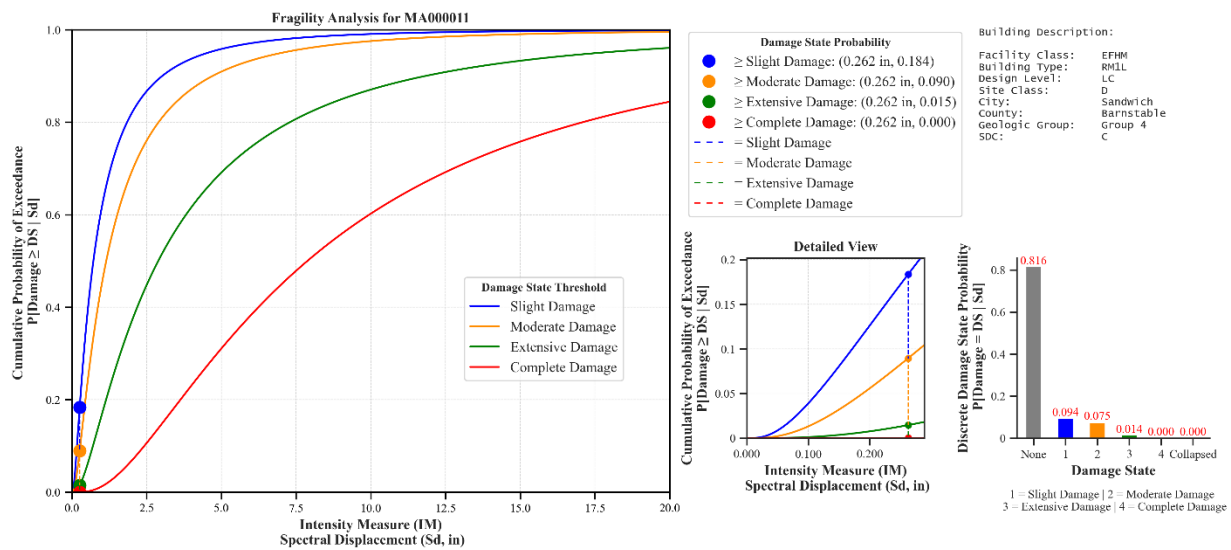 Fragility Analysis for MA000011
1.0
0.8
0.6
0.4
0.2
0.0
Cumulative Probability of Exceedance
P[Damage ≥ DS | Sd]
0.0 2.5 5.0 7.5 10.0 12.5 15.0 17.5 20.0
Intensity Measure (IM)
Spectral Displacement (Sd, in)
Damage State Threshold
Slight Damage
Moderate Damage
Extensive Damage
Complete Damage
Damage State Probability
≥ Slight Damage: (0.262 in, 0.184)
≥ Moderate Damage: (0.262 in, 0.090)
≥ Extensive Damage: (0.262 in, 0.015)
≥ Complete Damage: (0.262 in, 0.000)
= Slight Damage
= Moderate Damage
= Extensive Damage
= Complete Damage
Building Description:
Facility Class: EFHM
Building Type: RM1L
Design Level: LC
Site Class: D
City: Sandwich
County: Barnstable
Geologic Group: Group 4
SDC: C
Detailed View
0.2
0.15
0.1
0.05
0
Cumulative Probability of Exceedance
P[Damage ≥ DS | Sd]
0.000 0.100 0.200
Intensity Measure (IM)
Spectral Displacement (Sd, in)
0.8
0.6
0.4
0.2
0
Discrete Damage State Probability
P[Damage = DS | Sd]
0.816
0.094
0.075
0.014
0.000
0.000
None 1 2 3 4 Collapsed
Damage State
1 = Slight Damage | 2 = Moderate Damage
3 = Extensive Damage | 4 = Complete Damage